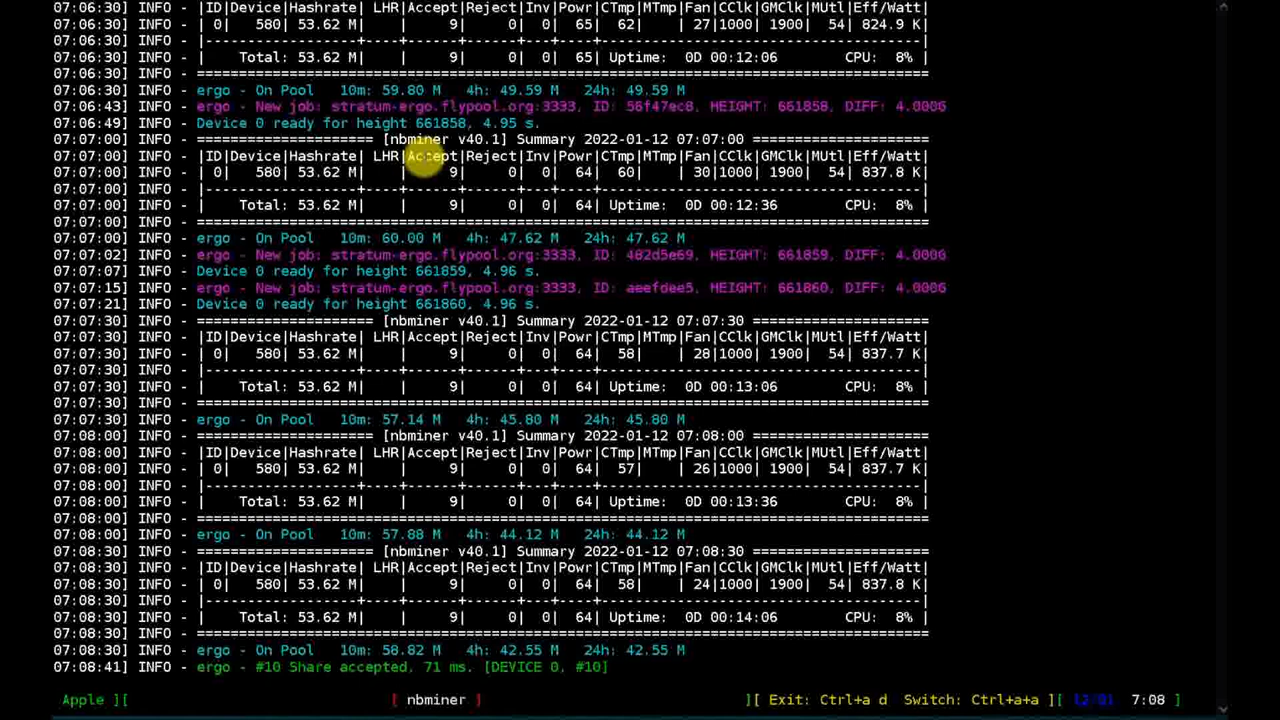 07:06:30] INFO - |ID|Device|Hashrate| LHR|Accept|Reject|Inv|Powr|CTmp|MTmp|Fan|CClk|GMClk|MUtl|Eff/Watt|
07:06:30] INFO - | 0| 580| 53.62 M| | 9| 0| 0| 65| 62| | 27|1000| 1900| 54| 824.9 K|
07:06:30] INFO - |------------------+----+------+------+---+----+--------------------------------------|
07:06:30] INFO - | Total: 53.62 M| | 9| 0| 0| 65| Uptime: 0D 00:12:06 CPU: 8% |
07:06:30] INFO - ========================================================================================
07:06:30] INFO - ergo - On Pool 10m: 59.80 M 4h: 49.59 M 24h: 49.59 M
07:06:43] INFO - ergo - New job: stratum-ergo.flypool.org:3333, ID: 56f47ec8, HEIGHT: 661858, DIFF: 4.000G
07:06:49] INFO - Device 0 ready for height 661858, 4.95 s.
07:07:00] INFO - ===================== [nbminer v40.1] Summary 2022-01-12 07:07:00 =====================
07:07:00] INFO - |ID|Device|Hashrate| LHR|Accept|Reject|Inv|Powr|CTmp|MTmp|Fan|CClk|GMClk|MUtl|Eff/Watt|
07:07:00] INFO - | 0| 580| 53.62 M| | 9| 0| 0| 64| 60| | 30|1000| 1900| 54| 837.8 K|
07:07:00] INFO - |------------------+----+------+------+---+----+--------------------------------------|
07:07:00] INFO - | Total: 53.62 M| | 9| 0| 0| 64| Uptime: 0D 00:12:36 CPU: 8% |
07:07:00] INFO - ========================================================================================
07:07:00] INFO - ergo - On Pool 10m: 60.00 M 4h: 47.62 M 24h: 47.62 M
07:07:02] INFO - ergo - New job: stratum-ergo.flypool.org:3333, ID: 482d5e69, HEIGHT: 661859, DIFF: 4.000G
07:07:07] INFO - Device 0 ready for height 661859, 4.96 s.
07:07:15] INFO - ergo - New job: stratum-ergo.flypool.org:3333, ID: aeefdee5, HEIGHT: 661860, DIFF: 4.000G
07:07:21] INFO - Device 0 ready for height 661860, 4.96 s.
07:07:30] INFO - ===================== [nbminer v40.1] Summary 2022-01-12 07:07:30 =====================
07:07:30] INFO - |ID|Device|Hashrate| LHR|Accept|Reject|Inv|Powr|CTmp|MTmp|Fan|CClk|GMClk|MUtl|Eff/Watt|
07:07:30] INFO - | 0| 580| 53.62 M| | 9| 0| 0| 64| 58| | 28|1000| 1900| 54| 837.7 K|
07:07:30] INFO - |------------------+----+------+------+---+----+--------------------------------------|
07:07:30] INFO - | Total: 53.62 M| | 9| 0| 0| 64| Uptime: 0D 00:13:06 CPU: 8% |
07:07:30] INFO - ========================================================================================
07:07:30] INFO - ergo - On Pool 10m: 57.14 M 4h: 45.80 M 24h: 45.80 M
07:08:00] INFO - ===================== [nbminer v40.1] Summary 2022-01-12 07:08:00 =====================
07:08:00] INFO - |ID|Device|Hashrate| LHR|Accept|Reject|Inv|Powr|CTmp|MTmp|Fan|CClk|GMClk|MUtl|Eff/Watt|
07:08:00] INFO - | 0| 580| 53.62 M| | 9| 0| 0| 64| 57| | 26|1000| 1900| 54| 837.7 K|
07:08:00] INFO - |------------------+----+------+------+---+----+--------------------------------------|
07:08:00] INFO - | Total: 53.62 M| | 9| 0| 0| 64| Uptime: 0D 00:13:36 CPU: 8% |
07:08:00] INFO - ========================================================================================
07:08:00] INFO - ergo - On Pool 10m: 57.88 M 4h: 44.12 M 24h: 44.12 M
07:08:30] INFO - ===================== [nbminer v40.1] Summary 2022-01-12 07:08:30 =====================
07:08:30] INFO - |ID|Device|Hashrate| LHR|Accept|Reject|Inv|Powr|CTmp|MTmp|Fan|CClk|GMClk|MUtl|Eff/Watt|
07:08:30] INFO - | 0| 580| 53.62 M| | 9| 0| 0| 64| 58| | 24|1000| 1900| 54| 837.8 K|
07:08:30] INFO - |------------------+----+------+------+---+----+--------------------------------------|
07:08:30] INFO - | Total: 53.62 M| | 9| 0| 0| 64| Uptime: 0D 00:14:06 CPU: 8% |
07:08:30] INFO - ========================================================================================
07:08:30] INFO - ergo - On Pool 10m: 58.82 M 4h: 42.55 M 24h: 42.55 M
07:08:41] INFO - ergo - #10 Share accepted, 71 ms. [DEVICE 0, #10]
Apple ][ [ nbminer ] ][ Exit: Ctrl+a d Switch: Ctrl+a+a ][ 7:08 ]